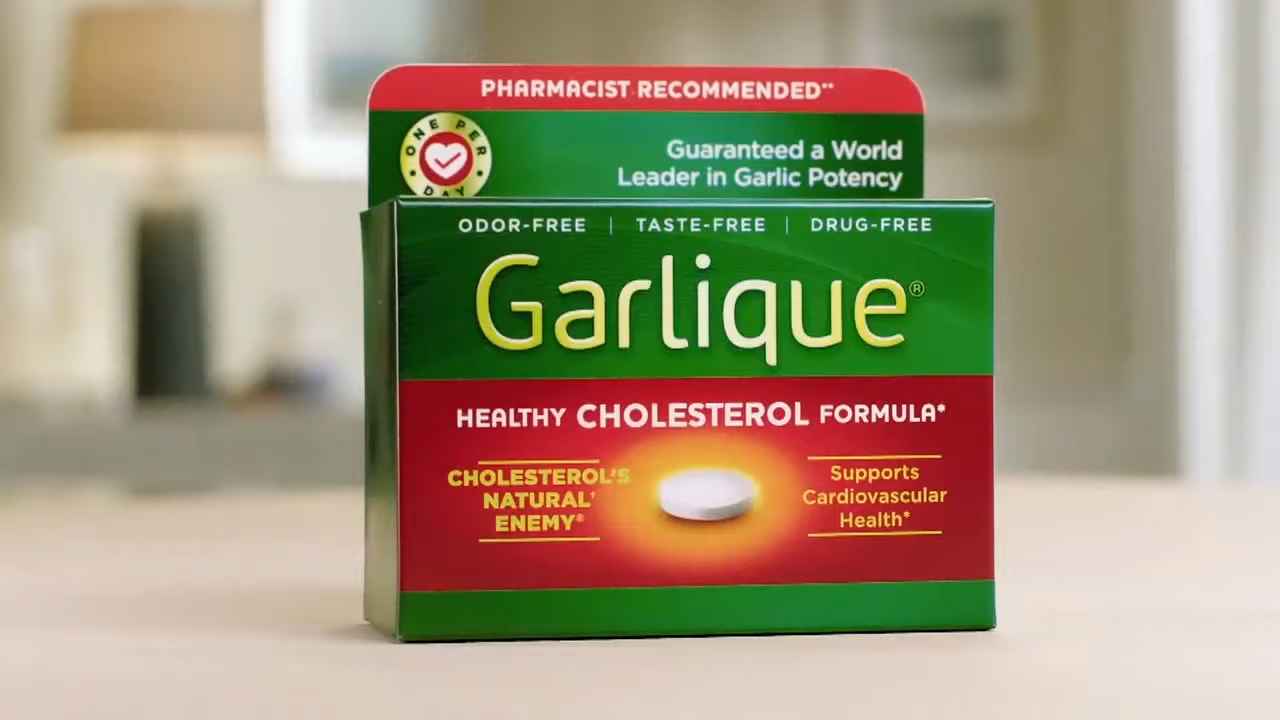 PHARMACIST RECOMMENDED**
ONE PER DAY
Guaranteed a World
Leader in Garlic Potency
ODOR-FREE | TASTE-FREE | DRUG-FREE
Garlique®
HEALTHY CHOLESTEROL FORMULA*
CHOLESTEROL'S
NATURAL†
ENEMY®
Supports
Cardiovascular
Health*